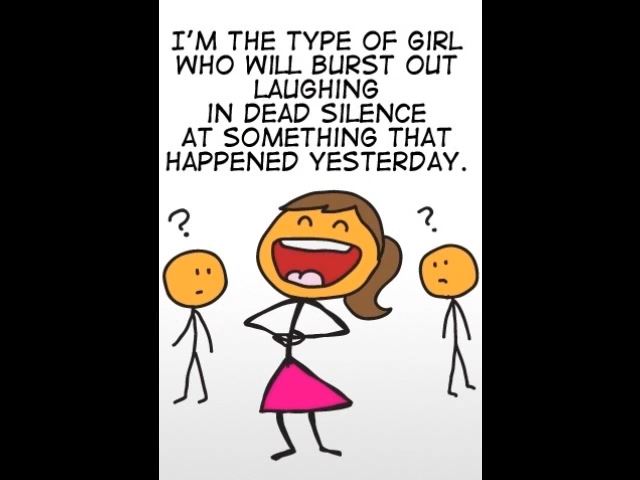 I'M THE TYPE OF GIRL
WHO WILL BURST OUT
LAUGHING
IN DEAD SILENCE
AT SOMETHING THAT
HAPPENED YESTERDAY.
? ?